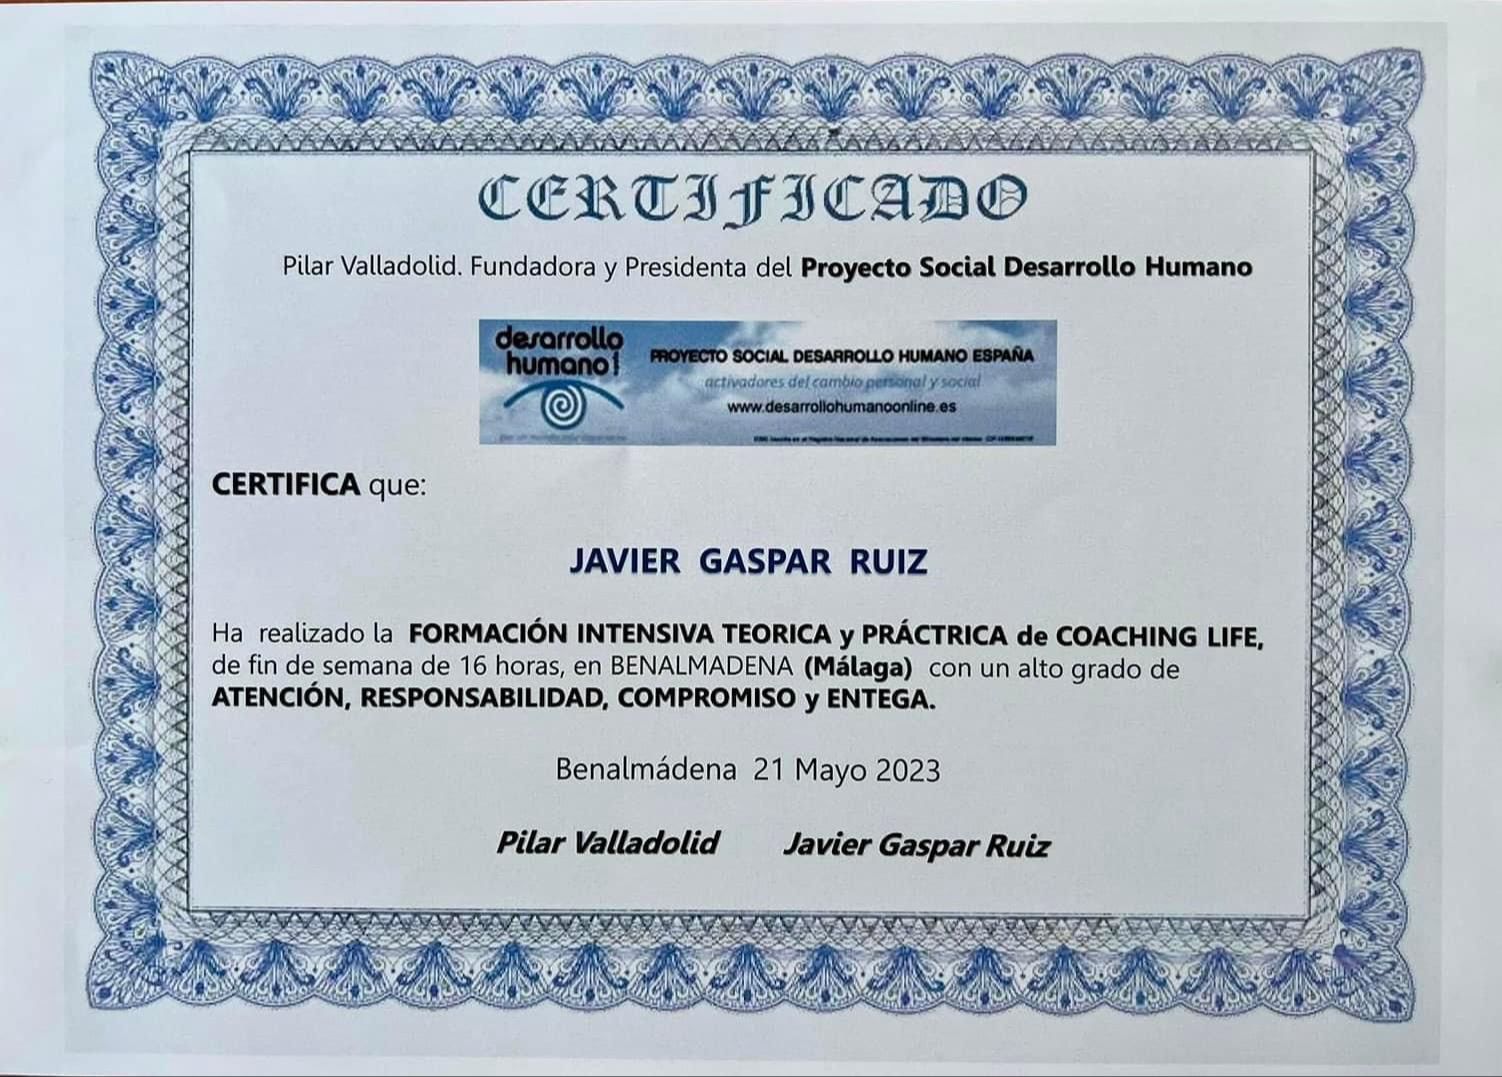 CERTIFICADO
Pilar Valladolid. Fundadora y Presidenta del Proyecto Social Desarrollo Humano
desarrollo
humano!
PROYECTO SOCIAL DESARROLLO HUMANO ESPAÑA
activadores del cambio personal y social
www.desarrollohumanoonline.es
CERTIFICA que:
JAVIER GASPAR RUIZ
Ha realizado la FORMACIÓN INTENSIVA TEORICA y PRÁCTRICA de COACHING LIFE,
de fin de semana de 16 horas, en BENALMADENA (Málaga) con un alto grado de
ATENCIÓN, RESPONSABILIDAD, COMPROMISO y ENTEGA.
Benalmádena 21 Mayo 2023
Pilar Valladolid Javier Gaspar Ruiz